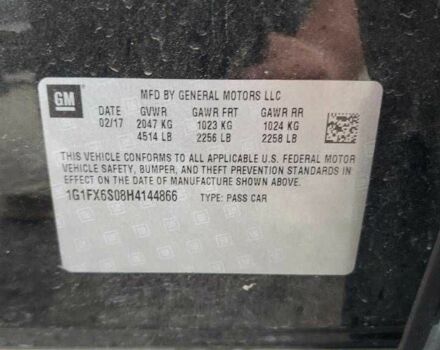 GM
MFD BY GENERAL MOTORS LLC
DATE GVWR GAWR FRT GAWR RR
02/17 2047 KG 1023 KG 1024 KG
4514 LB 2256 LB 2258 LB
THIS VEHICLE CONFORMS TO ALL APPLICABLE U.S. FEDERAL MOTOR
VEHICLE SAFETY, BUMPER, AND THEFT PREVENTION STANDARDS
IN EFFECT ON THE DATE OF MANUFACTURE SHOWN ABOVE.
1G1FX6S08H4144866 TYPE: PASS CAR